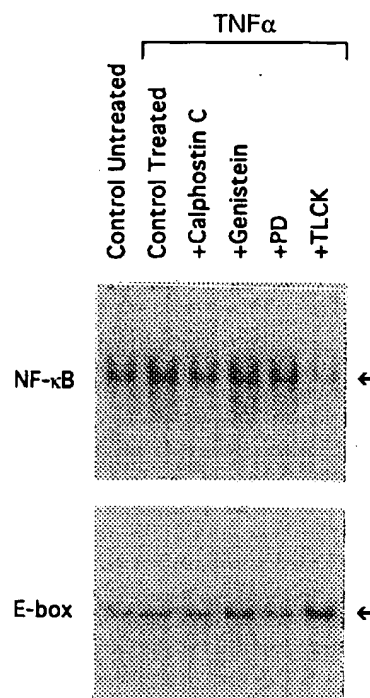 TNFα
Control Untreated
Control Treated
+Calphostin C
+Genistein
+PD
+TLCK
NF-κB
←
E-box
←